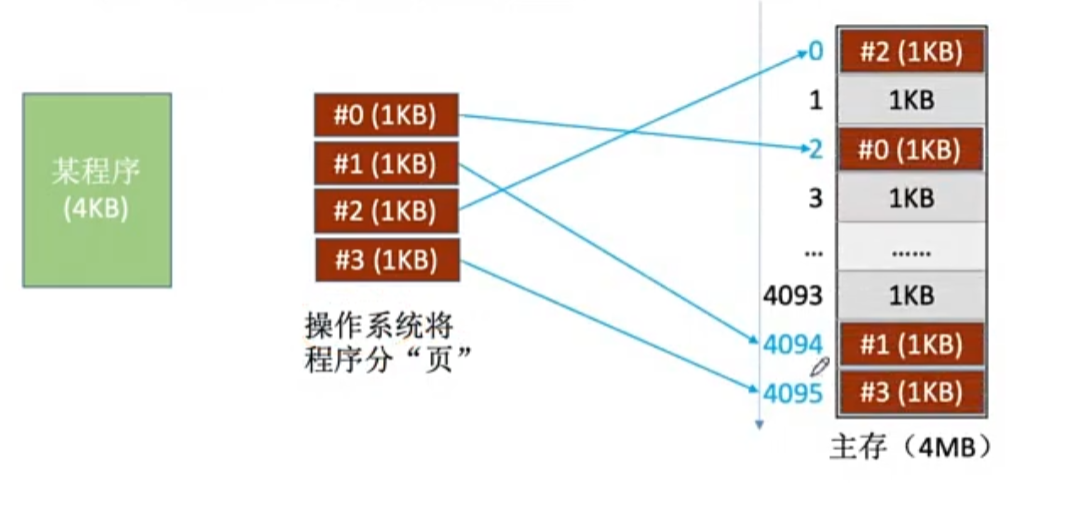 某程序
(4KB)
#0 (1KB)
#1 (1KB)
#2 (1KB)
#3 (1KB)
操作系统将
程序分“页”
0 #2 (1KB)
1 1KB
2 #0 (1KB)
3 1KB
... ......
4093 1KB
4094 #1 (1KB)
4095 #3 (1KB)
主存（4MB）